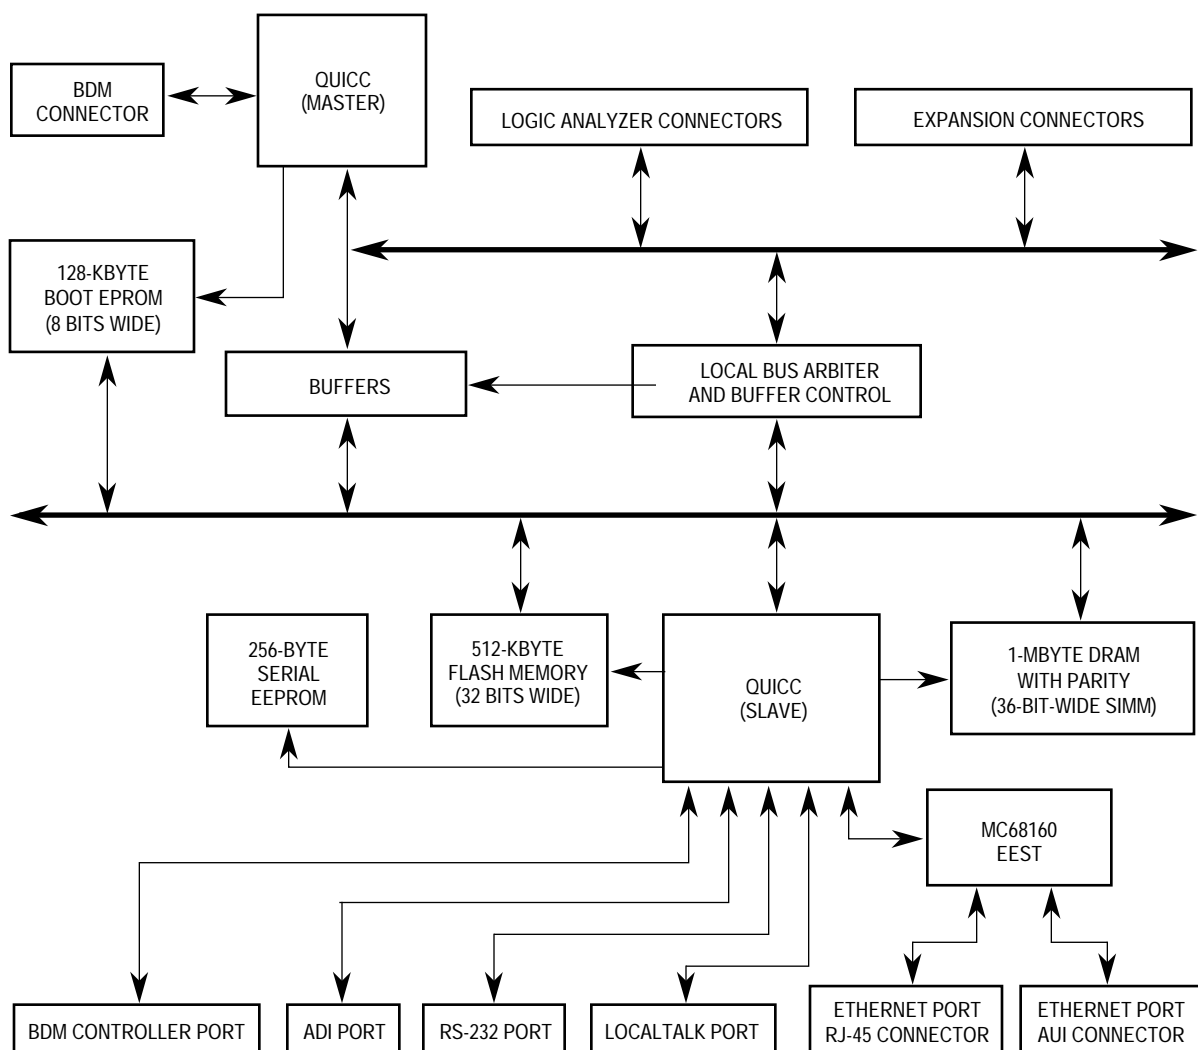 QUICC
(MASTER)
BDM
CONNECTOR
LOGIC ANALYZER CONNECTORS
EXPANSION CONNECTORS
128-KBYTE
BOOT EPROM
(8 BITS WIDE)
BUFFERS
LOCAL BUS ARBITER
AND BUFFER CONTROL
256-BYTE
SERIAL
EEPROM
512-KBYTE
FLASH MEMORY
(32 BITS WIDE)
QUICC
(SLAVE)
1-MBYTE DRAM
WITH PARITY
(36-BIT-WIDE SIMM)
MC68160
EEST
BDM CONTROLLER PORT
ADI PORT
RS-232 PORT
LOCALTALK PORT
ETHERNET PORT
RJ-45 CONNECTOR
ETHERNET PORT
AUI CONNECTOR